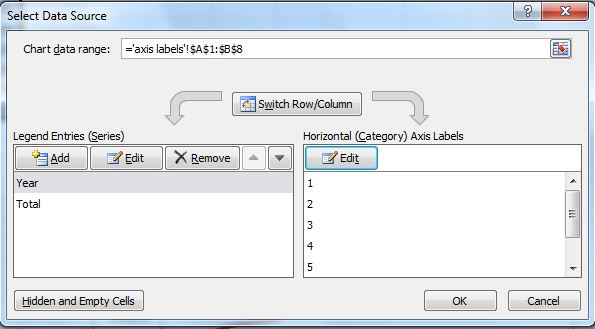 Select Data Source
Chart data range: ='axis labels'!$A$1:$B$8
Switch Row/Column
Legend Entries (Series)
Add Edit Remove
Year
Total
Horizontal (Category) Axis Labels
Edit
1
2
3
4
5
Hidden and Empty Cells
OK Cancel